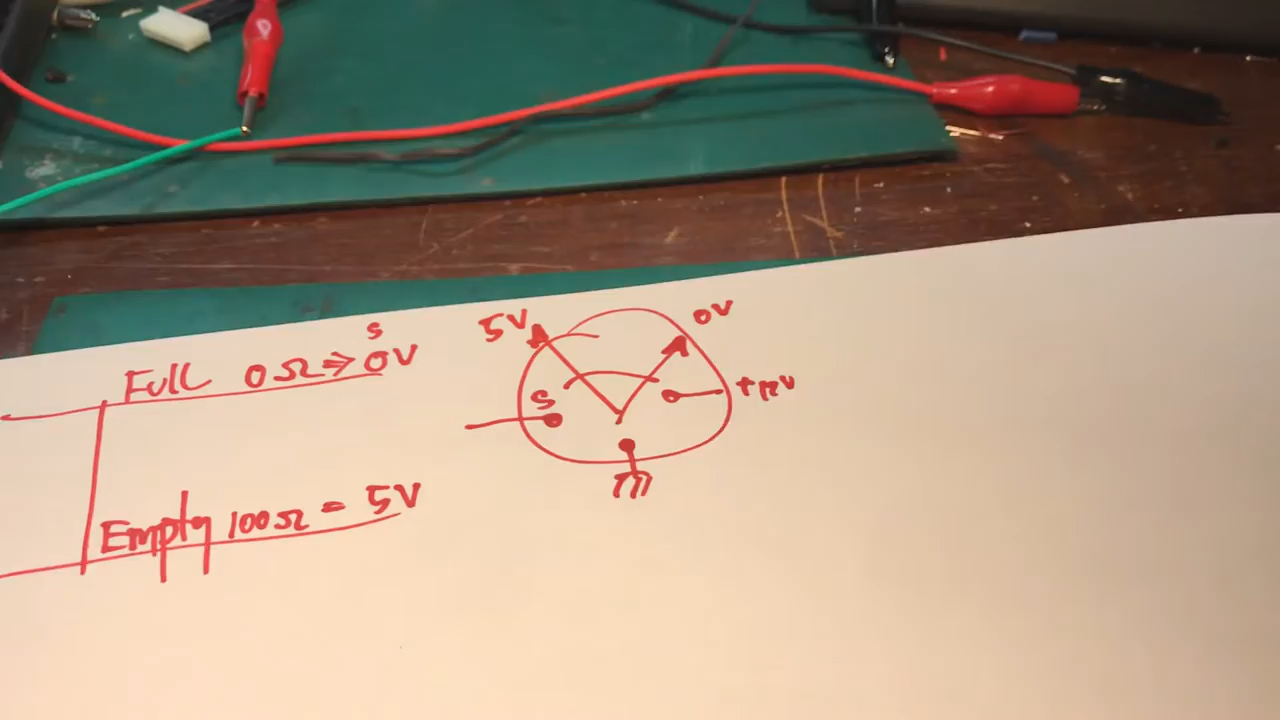 Full 0Ω ⇒ 0V
S
Empty 100Ω = 5V
5V
0V
S
+12V